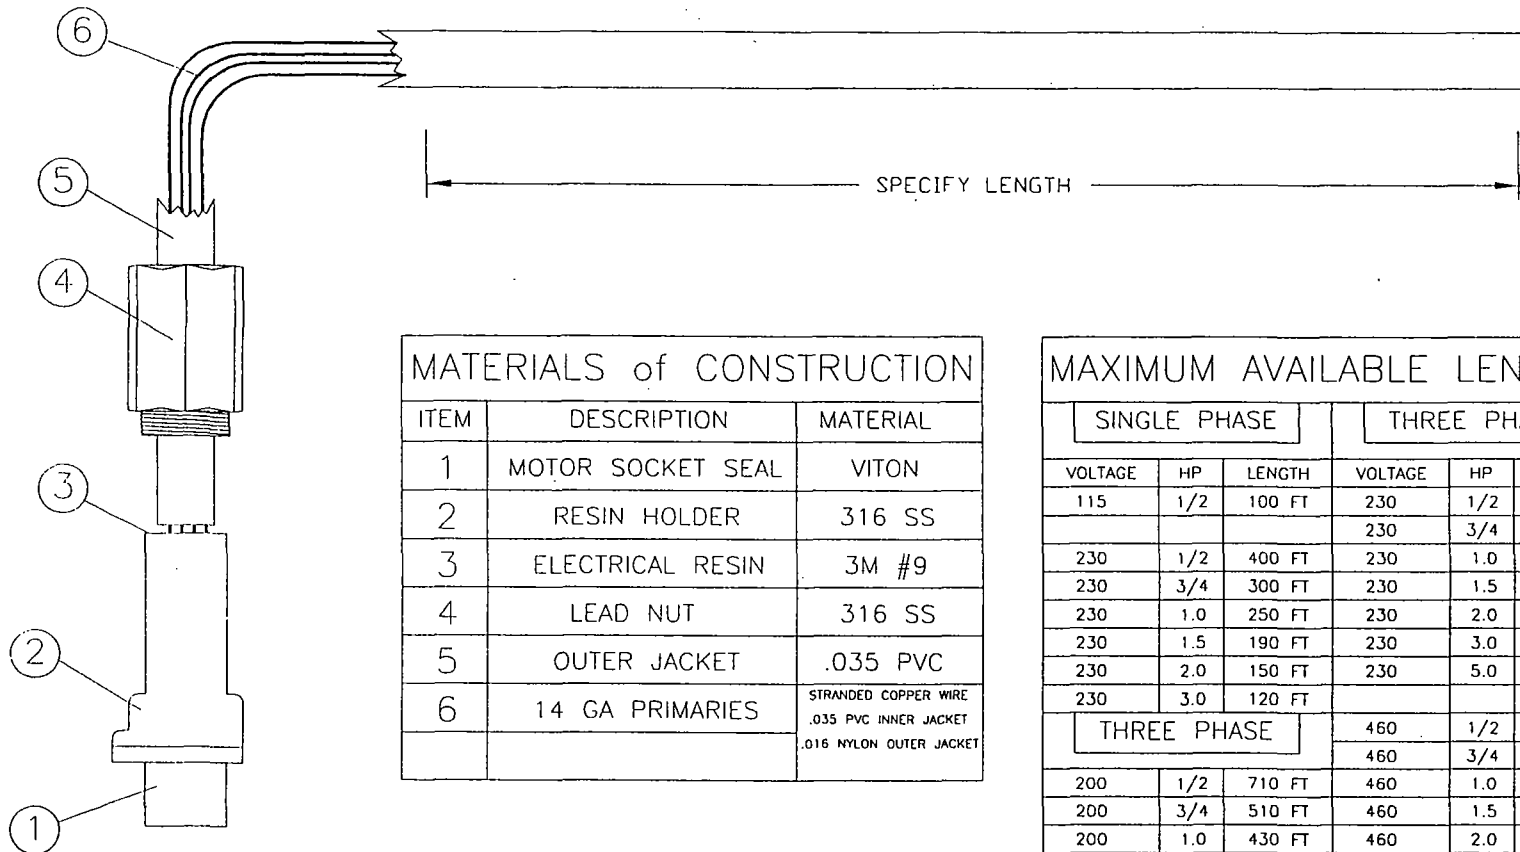 6
SPECIFY LENGTH
5
4
3
2
1
MATERIALS of CONSTRUCTION
ITEM DESCRIPTION MATERIAL
1 MOTOR SOCKET SEAL VITON
2 RESIN HOLDER 316 SS
3 ELECTRICAL RESIN 3M #9
4 LEAD NUT 316 SS
5 OUTER JACKET .035 PVC
6 14 GA PRIMARIES STRANDED COPPER WIRE
.035 PVC INNER JACKET
.016 NYLON OUTER JACKET
MAXIMUM AVAILABLE LEN
SINGLE PHASE THREE PHA
VOLTAGE HP LENGTH VOLTAGE HP
115 1/2 100 FT 230 1/2
230 3/4
230 1/2 400 FT 230 1.0
230 3/4 300 FT 230 1.5
230 1.0 250 FT 230 2.0
230 1.5 190 FT 230 3.0
230 2.0 150 FT 230 5.0
230 3.0 120 FT
THREE PHASE 460 1/2
460 3/4
200 1/2 710 FT 460 1.0
200 3/4 510 FT 460 1.5
200 1.0 430 FT 460 2.0